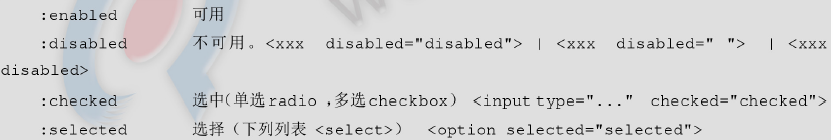 :enabled 可用
:disabled 不可用。<xxx disabled="disabled"> | <xxx disabled=" "> | <xxx
disabled>
:checked 选中(单选radio ,多选checkbox) <input type="..." checked="checked">
:selected 选择（下列列表 <select>） <option selected="selected">